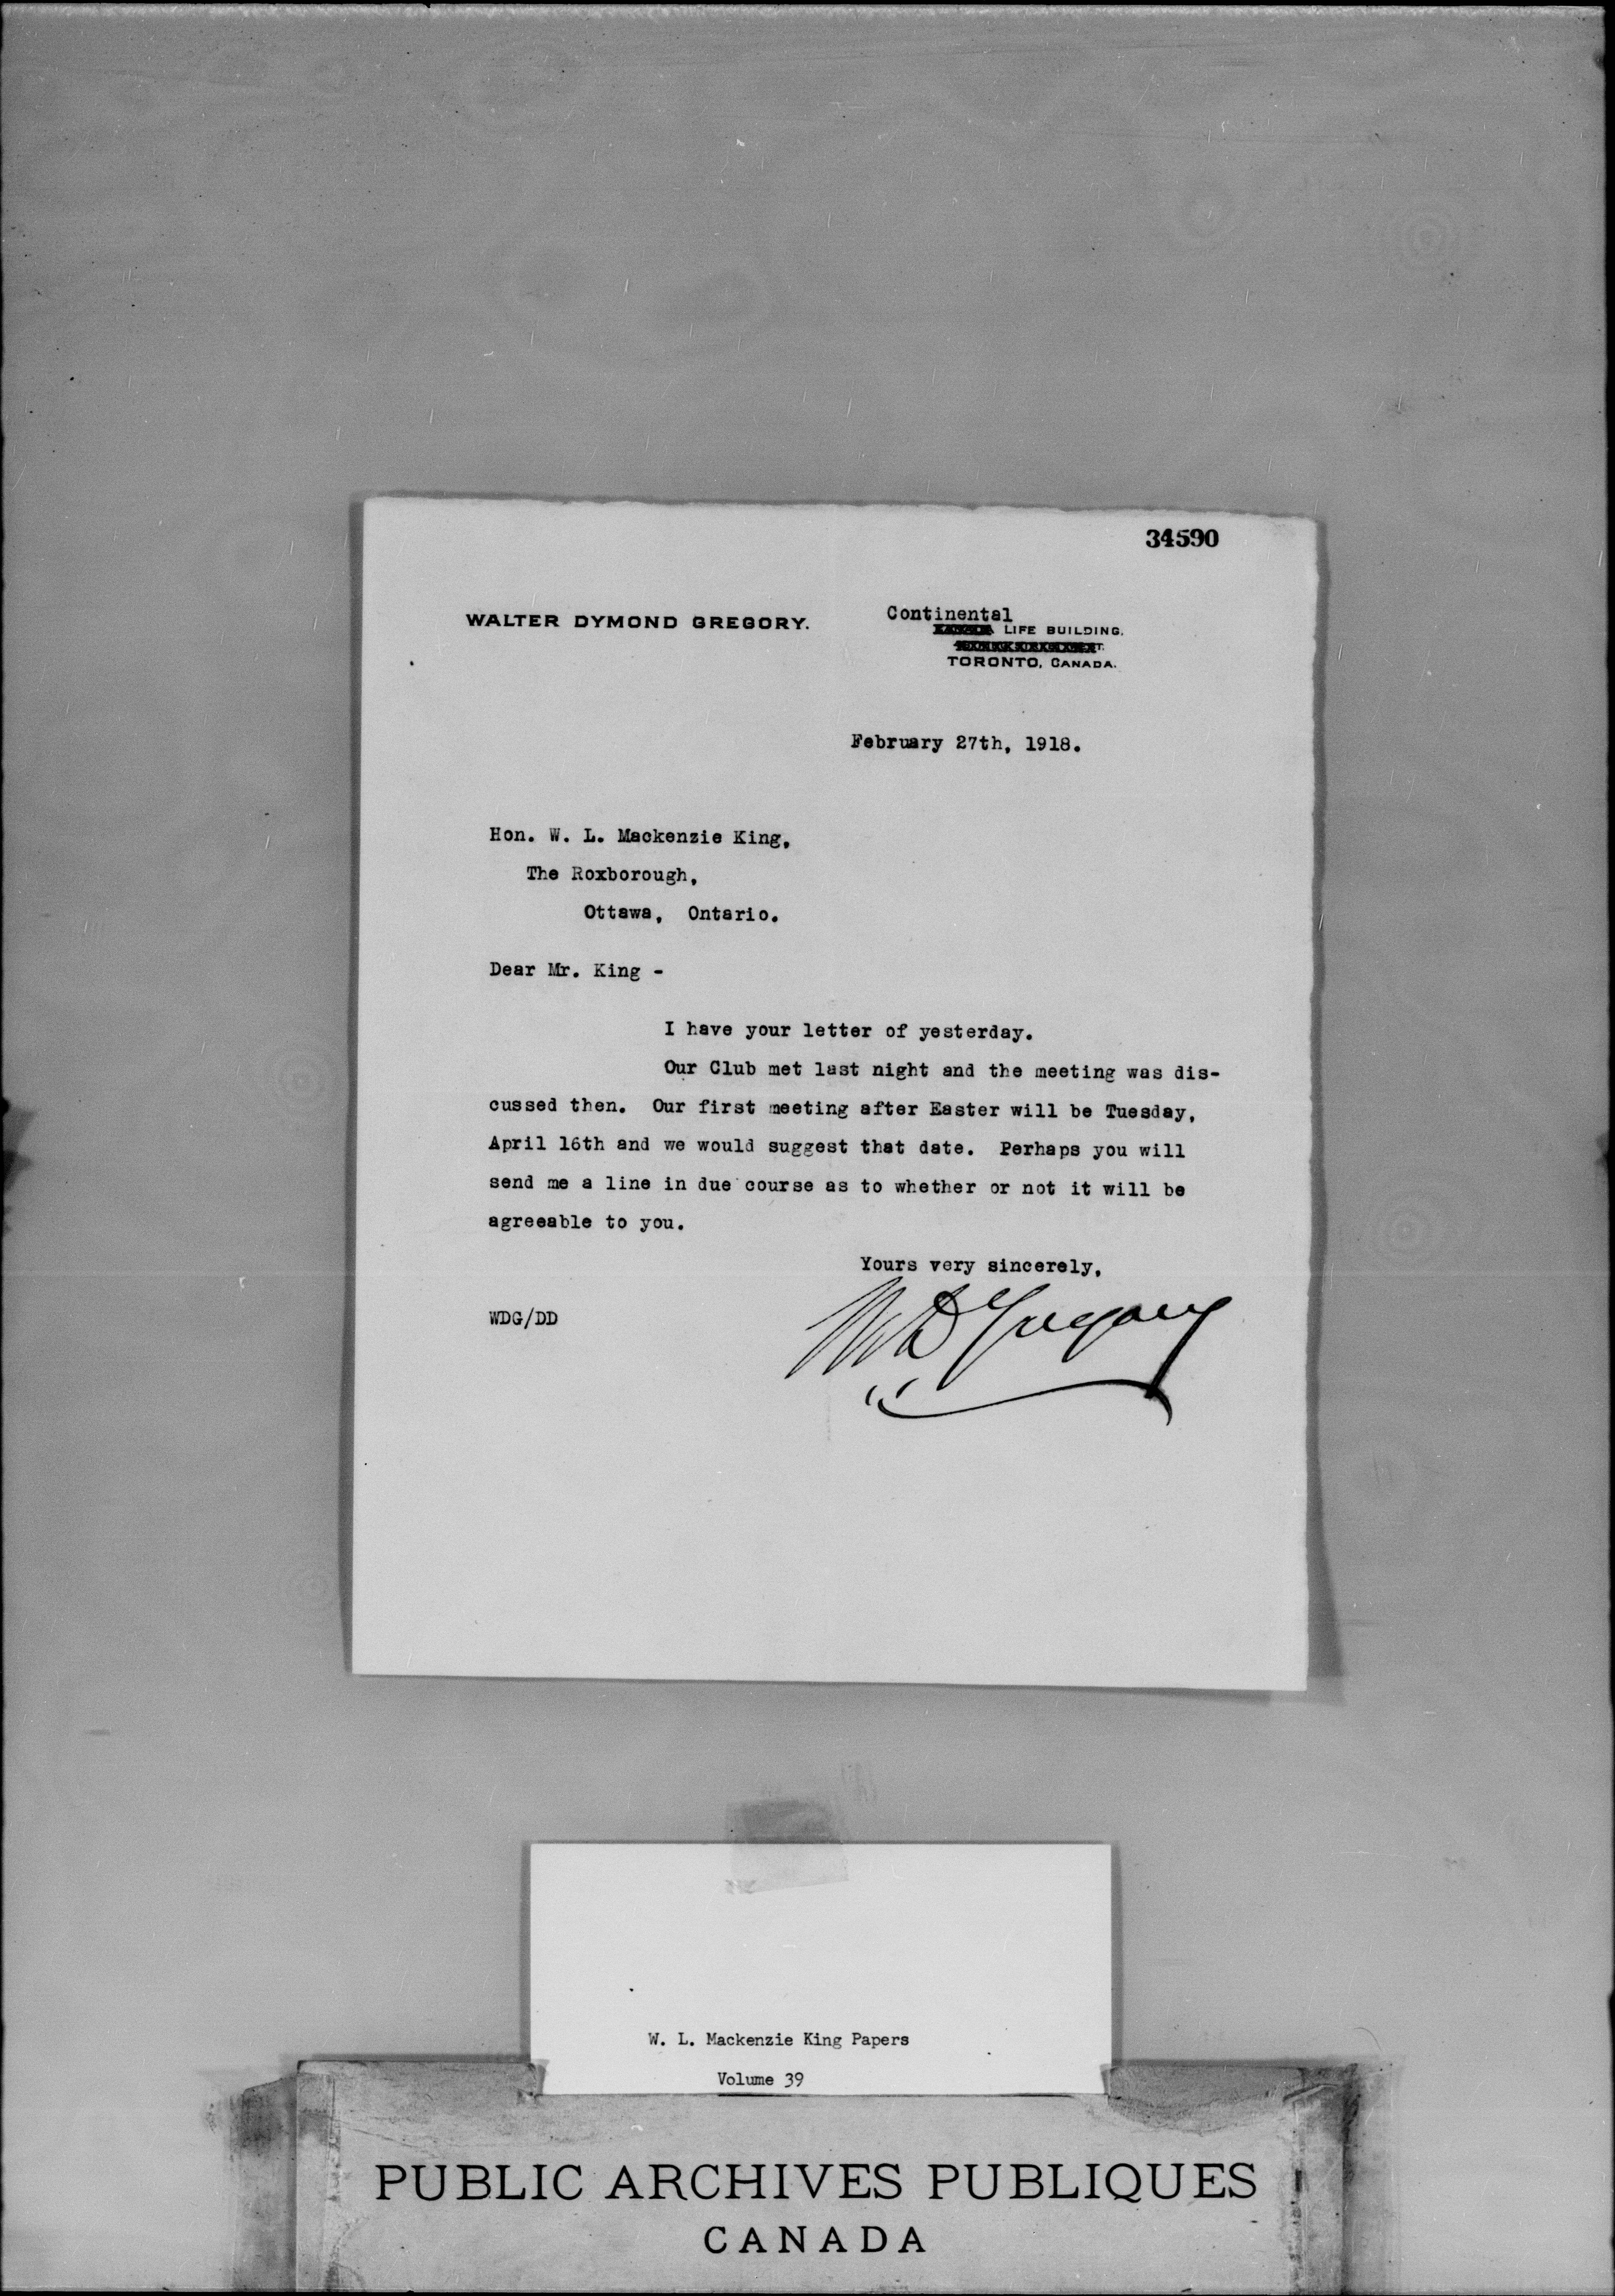 34590
WALTER DYMOND GREGORY.
Continental
LIFE BUILDING.
TORONTO, CANADA.
February 27th, 1918.
Hon. W. L. Mackenzie King,
The Roxborough,
Ottawa, Ontario.
Dear Mr. King -
I have your letter of yesterday.
Our Club met last night and the meeting was dis-
cussed then. Our first meeting after Easter will be Tuesday,
April 16th and we would suggest that date. Perhaps you will
send me a line in due course as to whether or not it will be
agreeable to you.
Yours very sincerely,
WDG/DD
W D Gregory
W. L. Mackenzie King Papers
Volume 39
PUBLIC ARCHIVES PUBLIQUES
CANADA